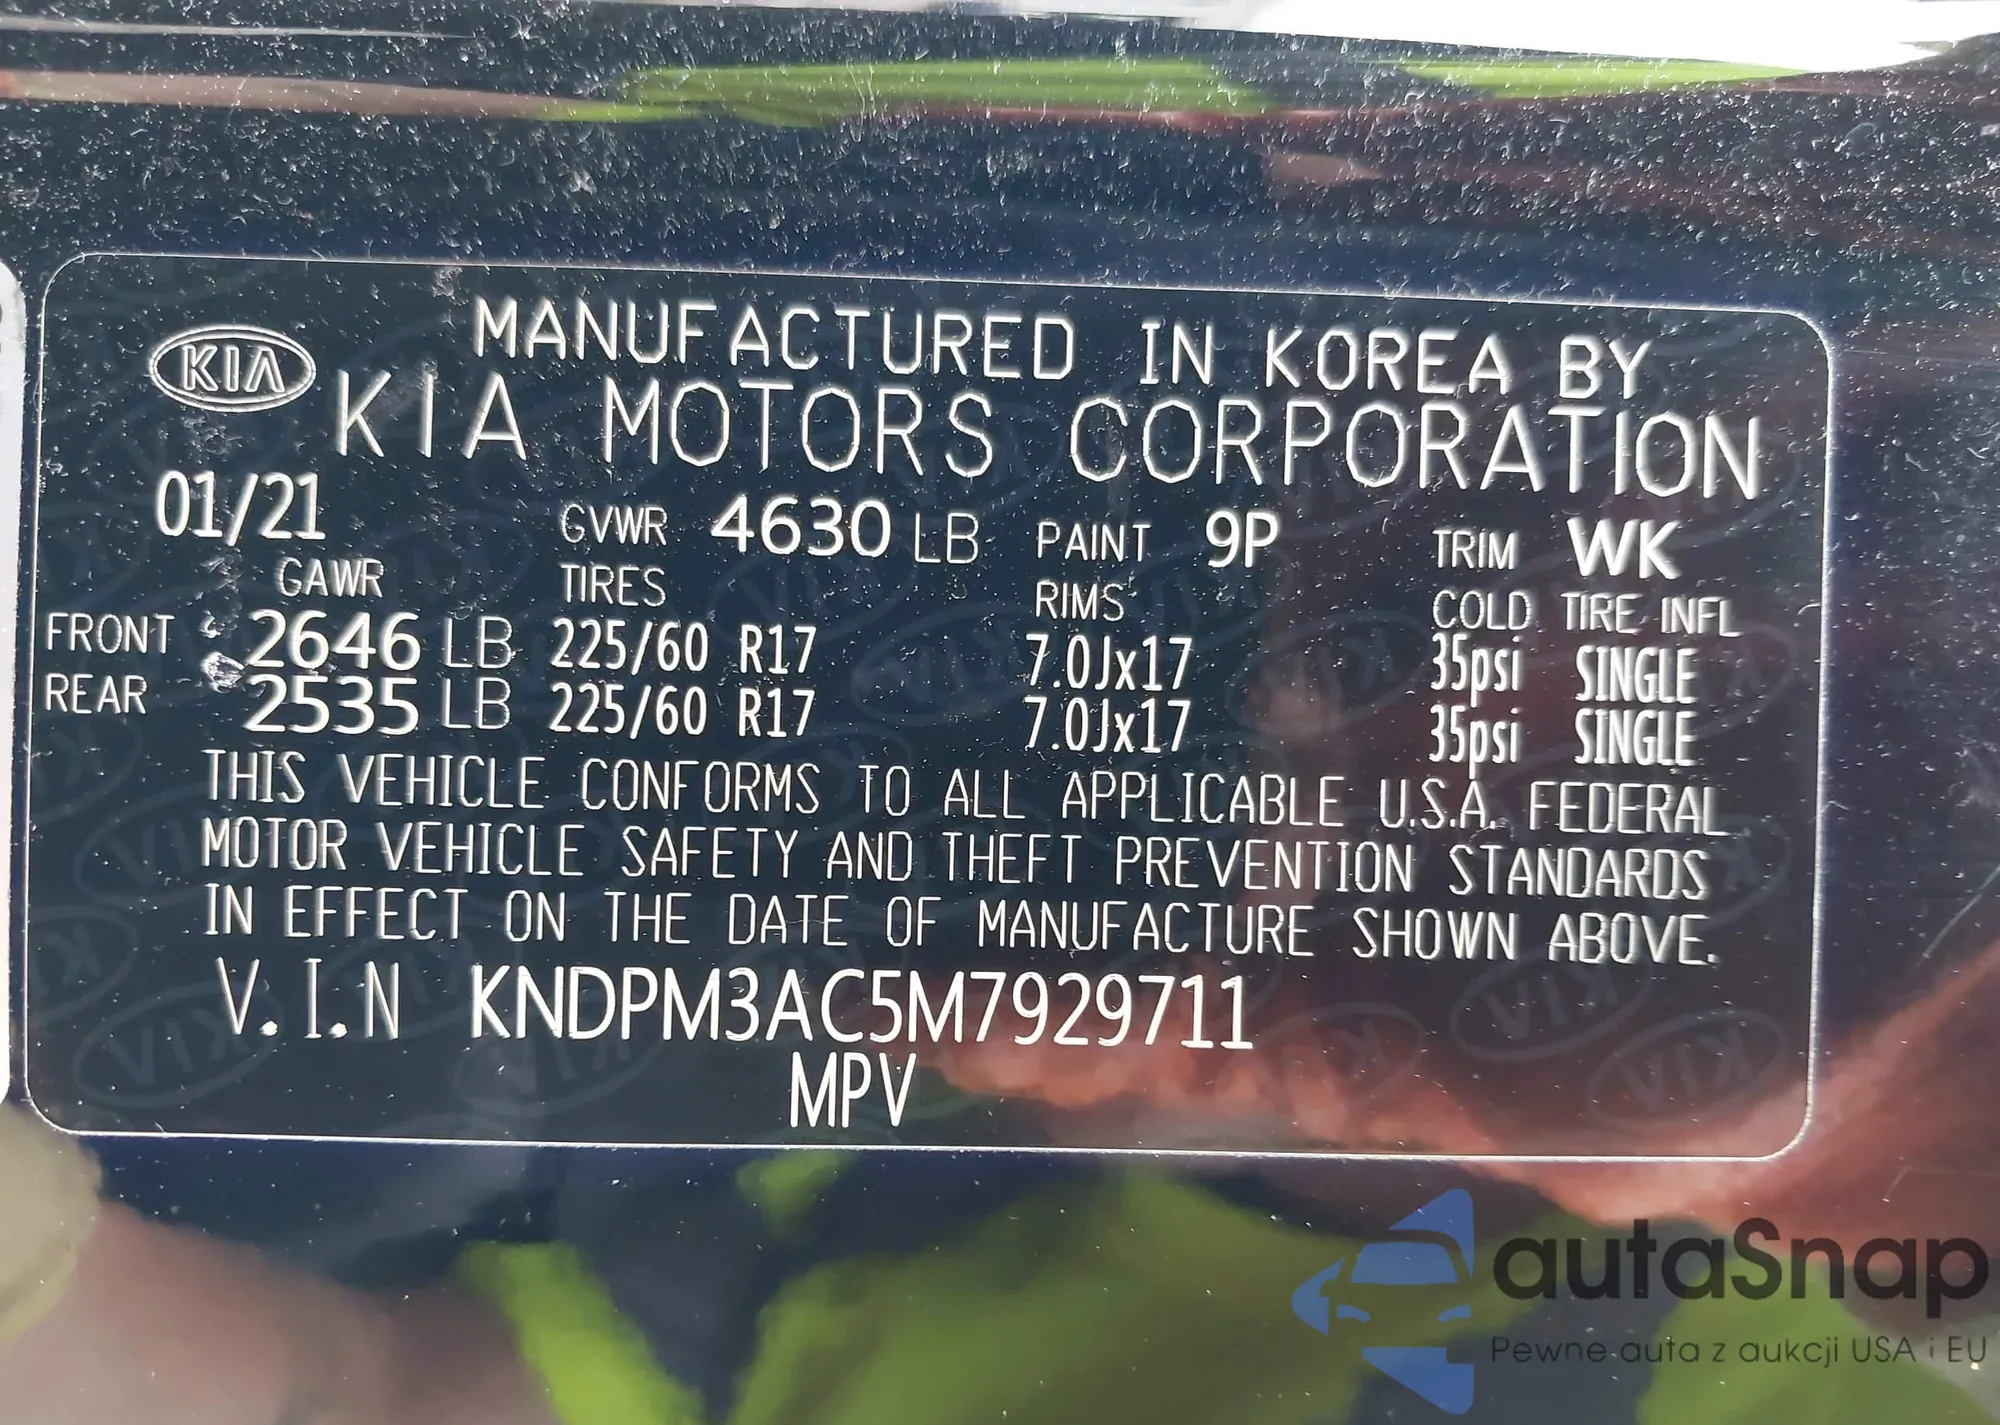 MANUFACTURED IN KOREA BY
KIA
KIA MOTORS CORPORATION
01/21 GVWR 4630 LB PAINT 9P TRIM WK
GAWR TIRES RIMS COLD TIRE INFL
FRONT 2646 LB 225/60 R17 7.0Jx17 35psi SINGLE
REAR 2535 LB 225/60 R17 7.0Jx17 35psi SINGLE
THIS VEHICLE CONFORMS TO ALL APPLICABLE U.S.A. FEDERAL
MOTOR VEHICLE SAFETY AND THEFT PREVENTION STANDARDS
IN EFFECT ON THE DATE OF MANUFACTURE SHOWN ABOVE.
V.I.N KNDPM3AC5M7929711
MPV
autaSnap
Pewne auta z aukcji USA i EU